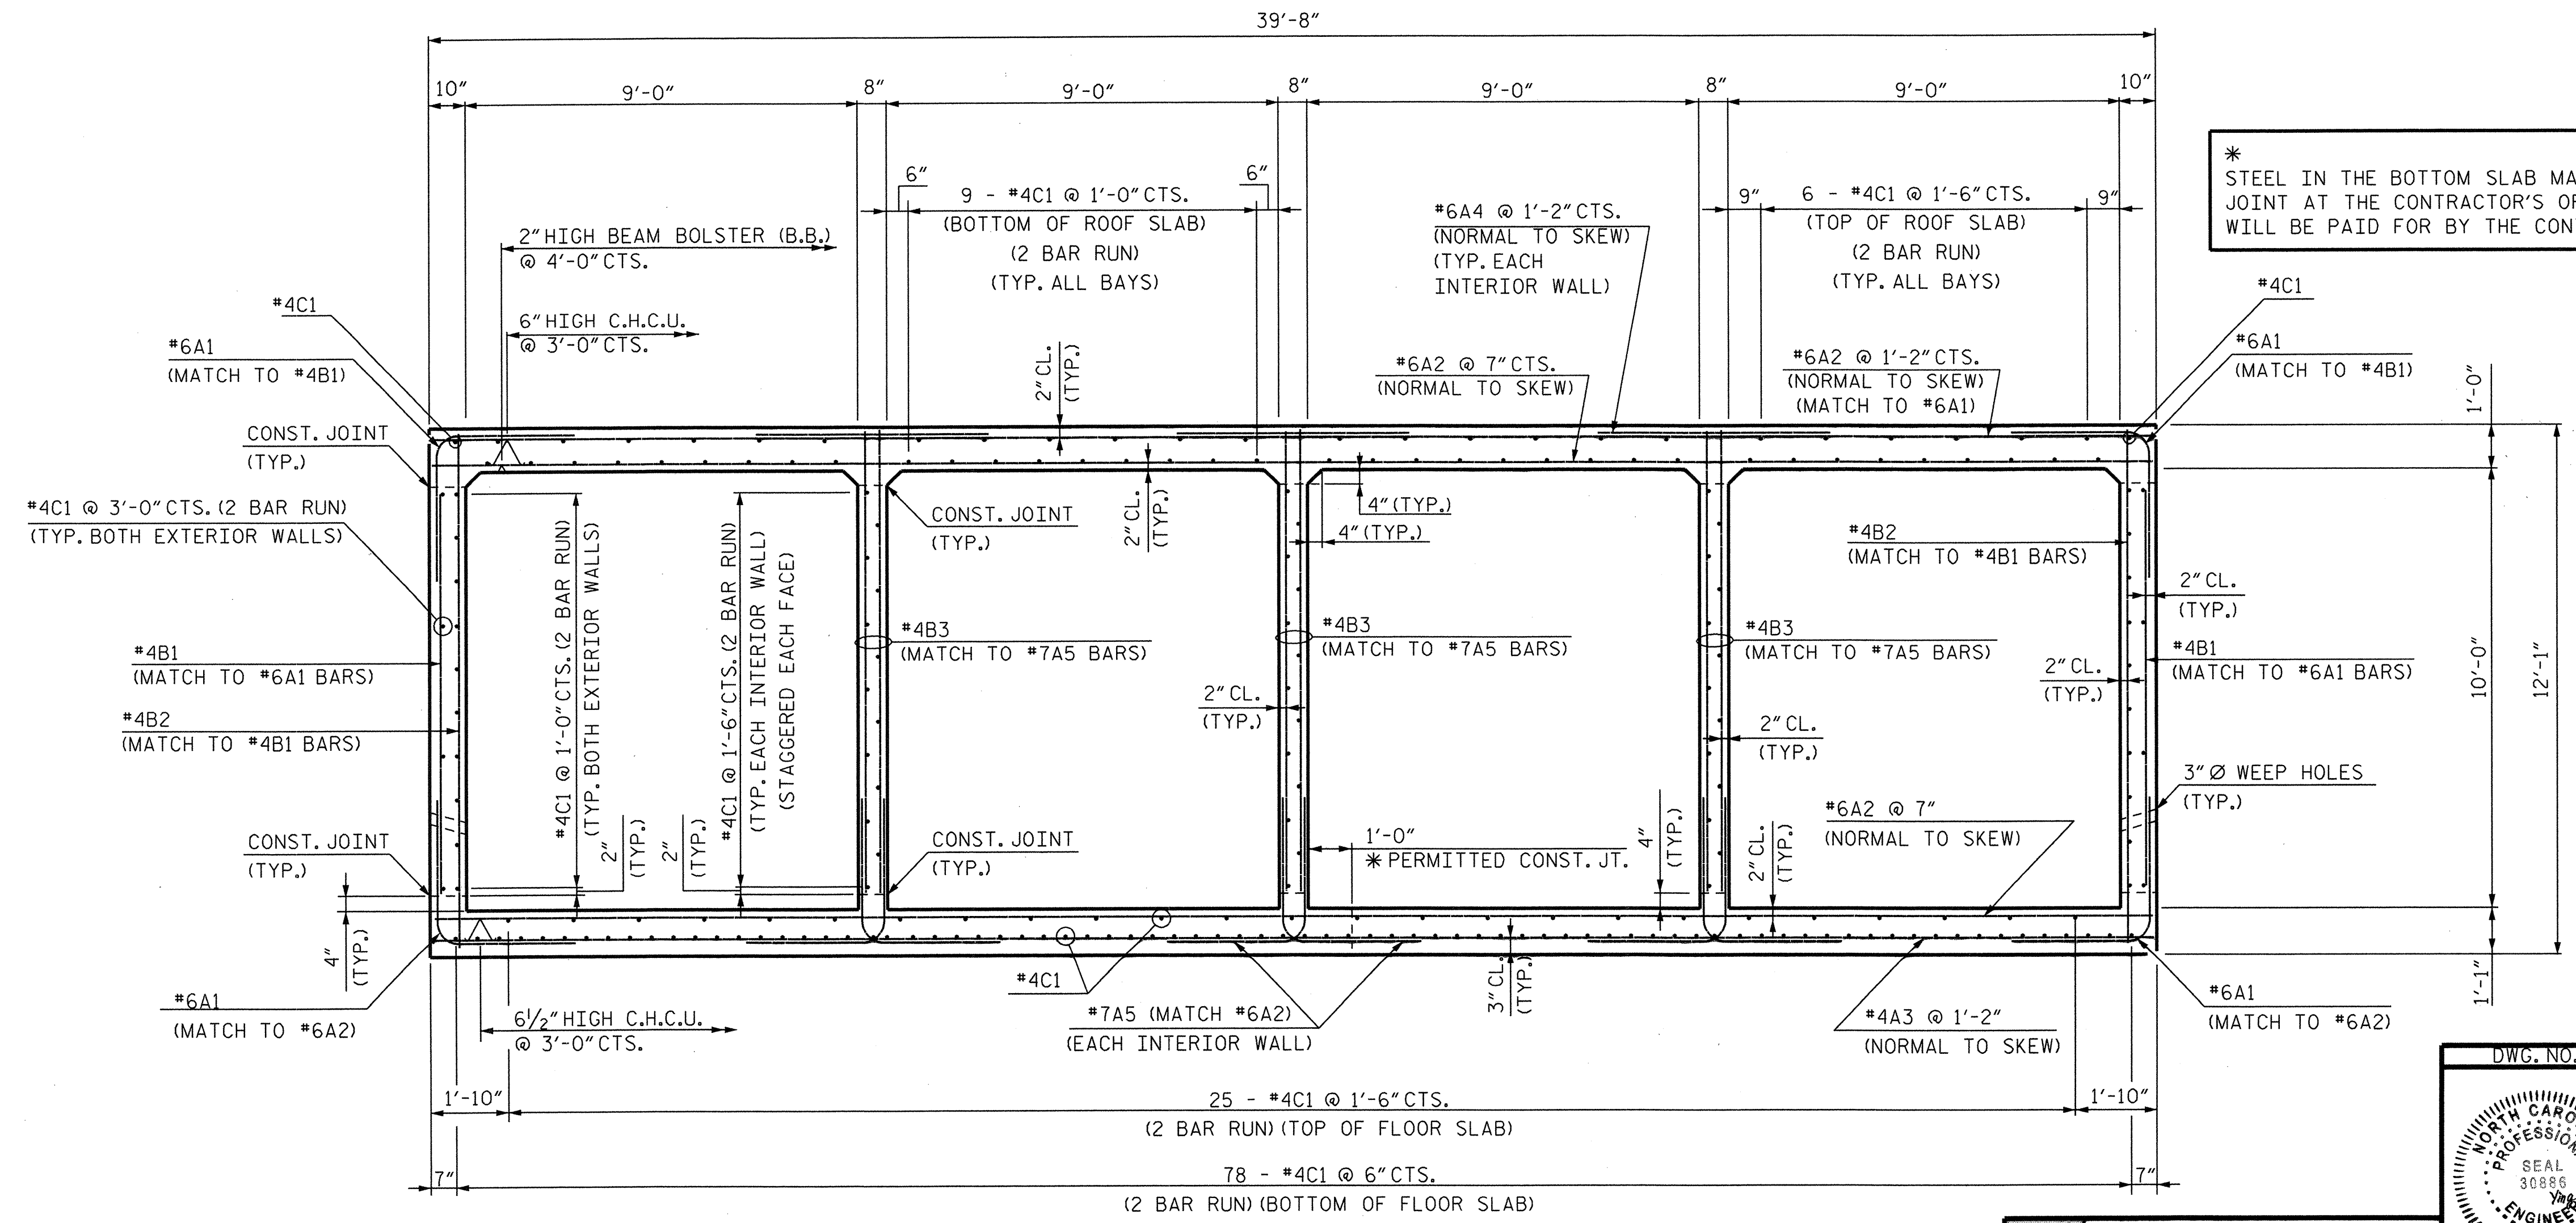 39'-8"
10"
9'-0"
8"
9'-0"
8"
9'-0"
8"
9'-0"
10"
6"
9 - #4C1 @ 1'-0" CTS.
(BOTTOM OF ROOF SLAB)
(2 BAR RUN)
(TYP. ALL BAYS)
6"
9"
6 - #4C1 @ 1'-6" CTS.
(TOP OF ROOF SLAB)
(2 BAR RUN)
(TYP. ALL BAYS)
9"
*
STEEL IN THE BOTTOM SLAB MA
JOINT AT THE CONTRACTOR'S
WILL BE PAID FOR BY THE CON
2" HIGH BEAM BOLSTER (B.B.)
@ 4'-0" CTS.
6" HIGH C.H.C.U.
@ 3'-0" CTS.
#6A4 @ 1'-2" CTS.
(NORMAL TO SKEW)
(TYP. EACH
INTERIOR WALL)
#4C1
#6A1
(MATCH TO #4B1)
CONST. JOINT
(TYP.)
2" CL.
(TYP.)
#6A2 @ 7" CTS.
(NORMAL TO SKEW)
#6A2 @ 1'-2" CTS.
(NORMAL TO SKEW)
(MATCH TO #6A1)
#4C1
#6A1
(MATCH TO #4B1)
1'-0"
#4C1 @ 3'-0" CTS. (2 BAR RUN)
(TYP. BOTH EXTERIOR WALLS)
#4C1 @ 1'-0" CTS. (2 BAR RUN)
(TYP. BOTH EXTERIOR WALLS)
#4C1 @ 1'-6" CTS. (2 BAR RUN)
(TYP. EACH INTERIOR WALL)
(STAGGERED EACH FACE)
CONST. JOINT
(TYP.)
2" CL.
(TYP.)
4" (TYP.)
4" (TYP.)
#4B2
(MATCH TO #4B1 BARS)
2" CL.
(TYP.)
#4B1
(MATCH TO #6A1 BARS)
#4B2
(MATCH TO #4B1 BARS)
#4B3
(MATCH TO #7A5 BARS)
#4B3
(MATCH TO #7A5 BARS)
#4B3
(MATCH TO #7A5 BARS)
2" CL.
(TYP.)
#4B1
(MATCH TO #6A1 BARS)
10'-0"
12'-1"
2" CL.
(TYP.)
2" CL.
(TYP.)
3" Ø WEEP HOLES
(TYP.)
CONST. JOINT
(TYP.)
2"
(TYP.)
2"
(TYP.)
CONST. JOINT
(TYP.)
1'-0"
* PERMITTED CONST. JT.
4"
(TYP.)
2" CL.
(TYP.)
#6A2 @ 7"
(NORMAL TO SKEW)
4"
(TYP.)
#6A1
(MATCH TO #6A2)
6 1/2" HIGH C.H.C.U.
@ 3'-0" CTS.
#4C1
#7A5 (MATCH #6A2)
(EACH INTERIOR WALL)
3" CL.
(TYP.)
#4A3 @ 1'-2"
(NORMAL TO SKEW)
#6A1
(MATCH TO #6A2)
1'-1"
1'-10"
25 - #4C1 @ 1'-6" CTS.
(2 BAR RUN) (TOP OF FLOOR SLAB)
1'-10"
7"
78 - #4C1 @ 6" CTS.
(2 BAR RUN) (BOTTOM OF FLOOR SLAB)
7"
DWG. NO.
NORTH CARO
PROFESSION
SEAL
30886
ENGINEE